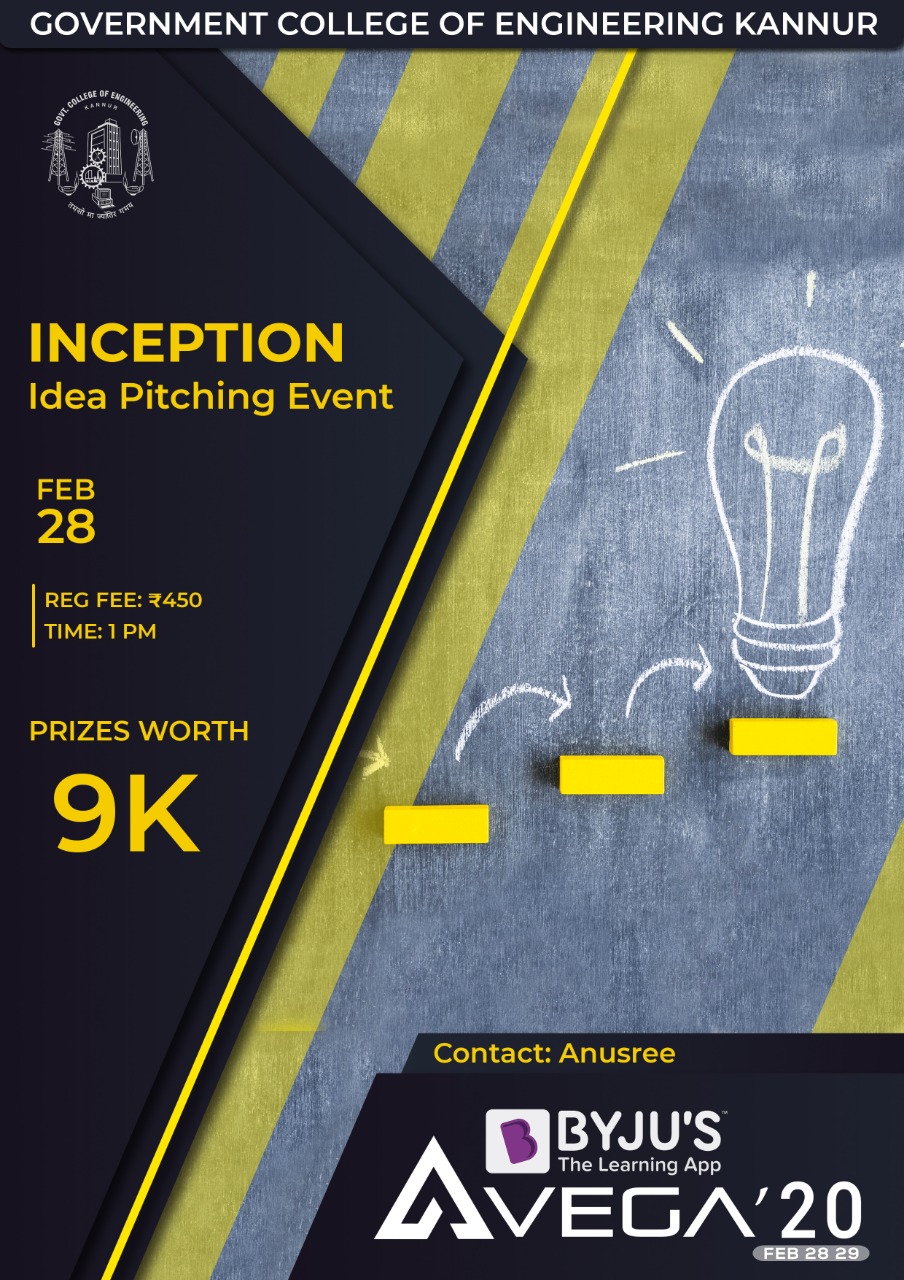 GOVERNMENT COLLEGE OF ENGINEERING KANNUR
GOVT. COLLEGE OF ENGINEERING
KANNUR
तमसो मा ज्योतिर गमय
INCEPTION
Idea Pitching Event
FEB
28
REG FEE: ₹450
TIME: 1 PM
PRIZES WORTH
9K
Contact: Anusree
B
BYJU'S™
The Learning App
AVEGA'20
FEB 28 29